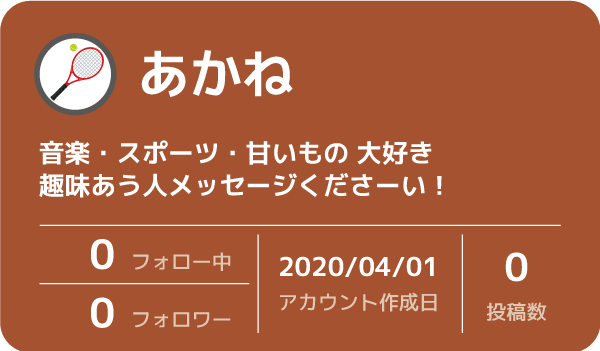 あかね
音楽・スポーツ・甘いもの 大好き
趣味あう人メッセージくださーい！
0 フォロー中
0 フォロワー
2020/04/01
アカウント作成日
0
投稿数